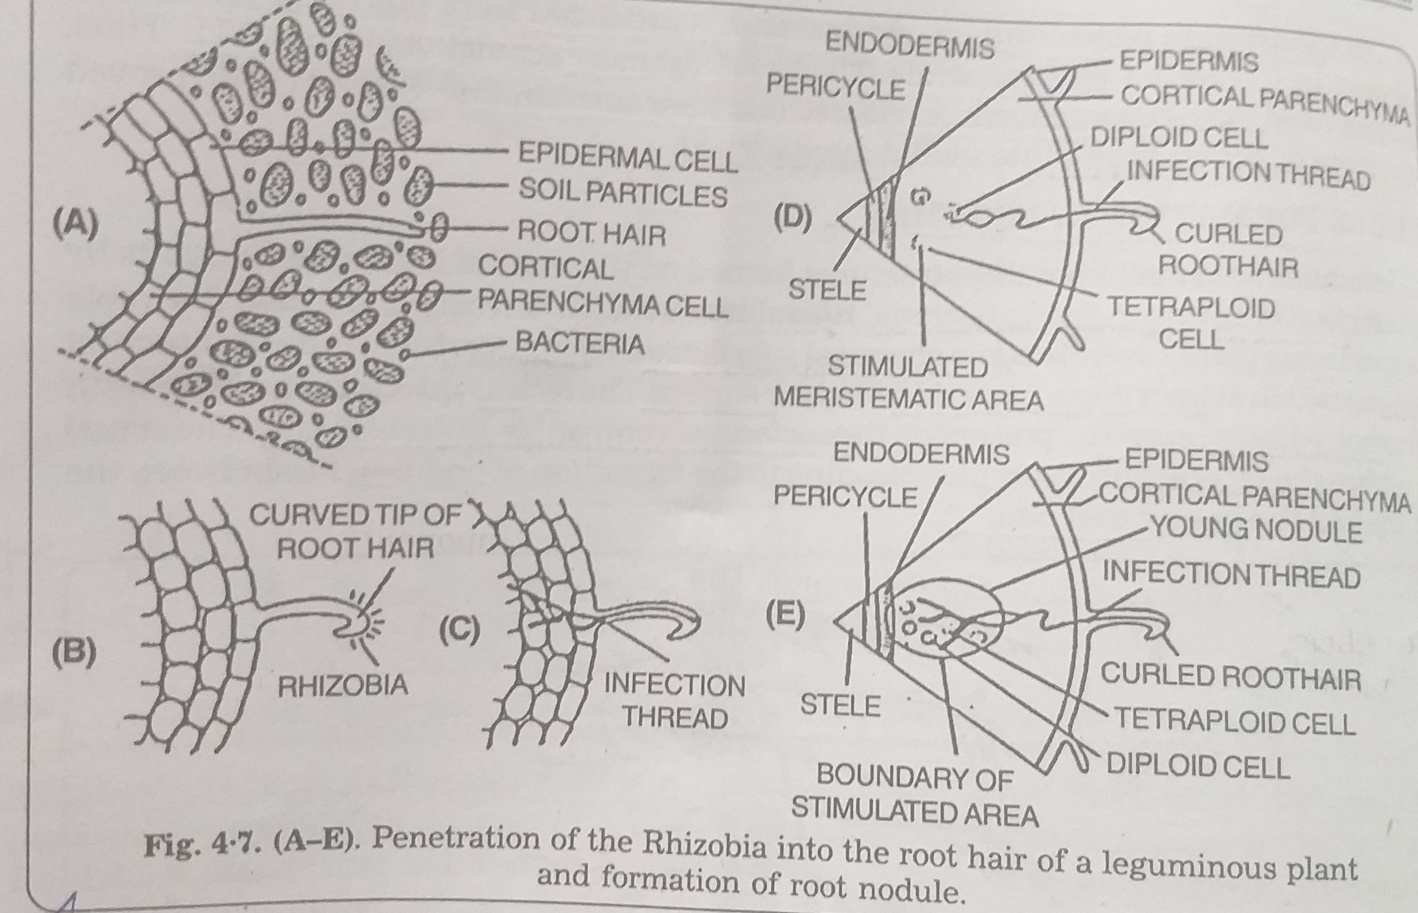 (A)
EPIDERMAL CELL
SOIL PARTICLES
ROOT HAIR
CORTICAL
PARENCHYMA CELL
BACTERIA
(B)
CURVED TIP OF
ROOT HAIR
RHIZOBIA
(C)
INFECTION
THREAD
(D)
ENDODERMIS
PERICYCLE
EPIDERMIS
CORTICAL PARENCHYMA
DIPLOID CELL
INFECTION THREAD
CURLED
ROOTHAIR
STELE
TETRAPLOID
CELL
STIMULATED
MERISTEMATIC AREA
(E)
ENDODERMIS
PERICYCLE
EPIDERMIS
CORTICAL PARENCHYMA
YOUNG NODULE
INFECTION THREAD
CURLED ROOTHAIR
STELE
TETRAPLOID CELL
DIPLOID CELL
BOUNDARY OF
STIMULATED AREA
Fig. 4·7. (A–E). Penetration of the Rhizobia into the root hair of a leguminous plant
and formation of root nodule.